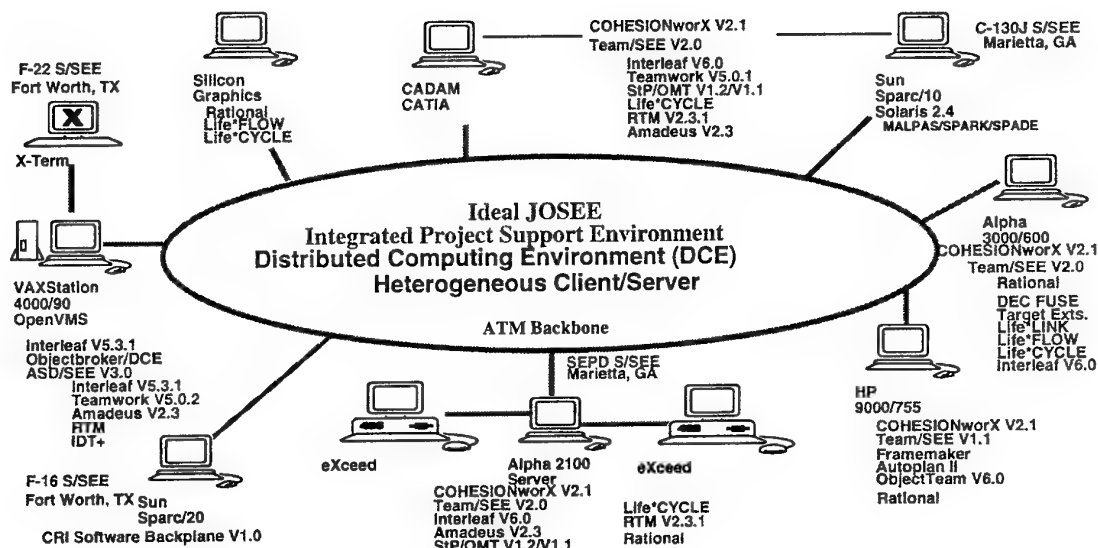 F-22 S/SEE
Fort Worth, TX
X
X-Term
VAXStation
4000/90
OpenVMS
Interleaf V5.3.1
Objectbroker/DCE
ASD/SEE V3.0
Interleaf V5.3.1
Teamwork V5.0.2
Amadeus V2.3
RTM
IDT+
Silicon
Graphics
Rational
Life*FLOW
Life*CYCLE
CADAM
CATIA
COHESIONworX V2.1
Team/SEE V2.0
Interleaf V6.0
Teamwork V5.0.1
StP/OMT V1.2/V1.1
Life*CYCLE
RTM V2.3.1
Amadeus V2.3
C-130J S/SEE
Marietta, GA
Sun
Sparc/10
Solaris 2.4
MALPAS/SPARK/SPADE
Ideal JOSEE
Integrated Project Support Environment
Distributed Computing Environment (DCE)
Heterogeneous Client/Server
ATM Backbone
Alpha
3000/600
COHESIONworX V2.1
Team/SEE V2.0
Rational
DEC FUSE
Target Exts.
Life*LINK
Life*FLOW
Life*CYCLE
Interleaf V6.0
HP
9000/755
COHESIONworX V2.1
Team/SEE V1.1
Framemaker
Autoplan II
ObjectTeam V6.0
Rational
SEPD S/SEE
Marietta, GA
eXceed
Alpha 2100
Server
COHESIONworX V2.1
Team/SEE V2.0
Interleaf V6.0
Amadeus V2.3
StP/OMT V1.2/V1.1
eXceed
Life*CYCLE
RTM V2.3.1
Rational
F-16 S/SEE
Fort Worth, TX
Sun
Sparc/20
CRI Software Backplane V1.0